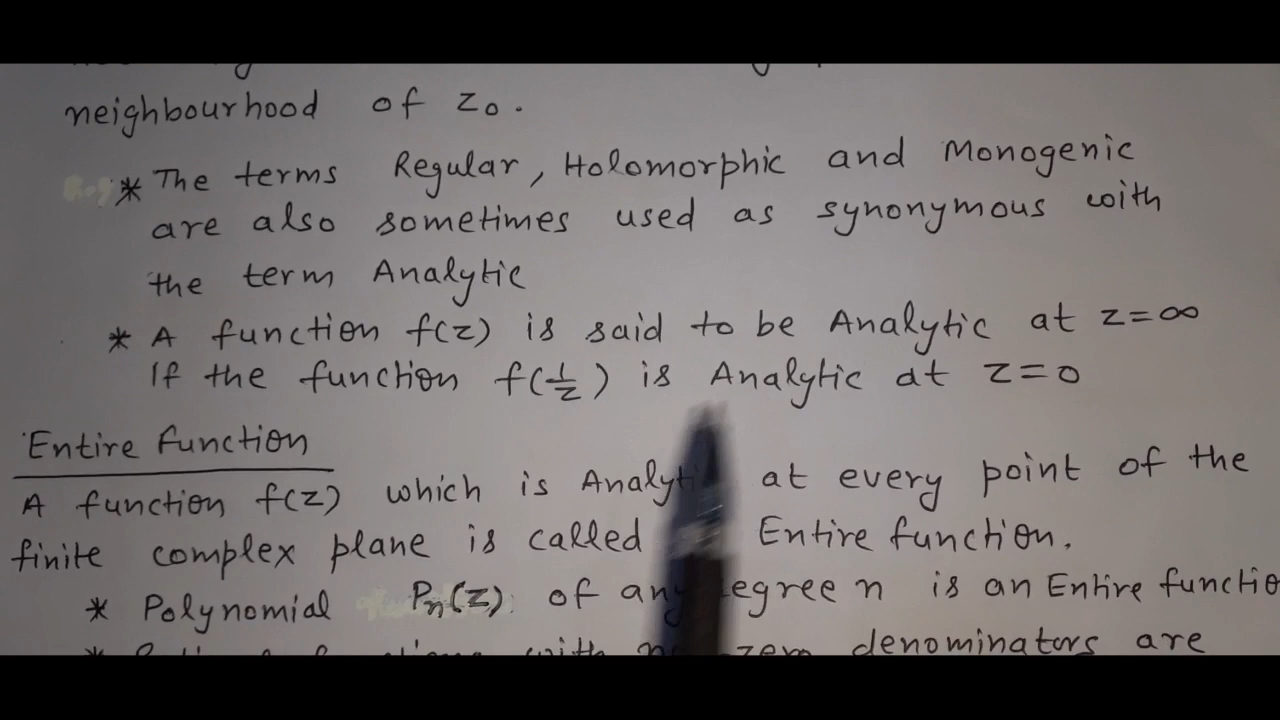 neighbourhood of z₀.
* The terms Regular, Holomorphic and Monogenic
are also sometimes used as synonymous with
the term Analytic
* A function f(z) is said to be Analytic at z=∞
If the function f(1/z) is Analytic at z=0
Entire Function
A function f(z) which is Analyti at every point of the
finite complex plane is called Entire function.
* Polynomial Pₙ(z) of any egree n is an Entire functio
* with denominators are